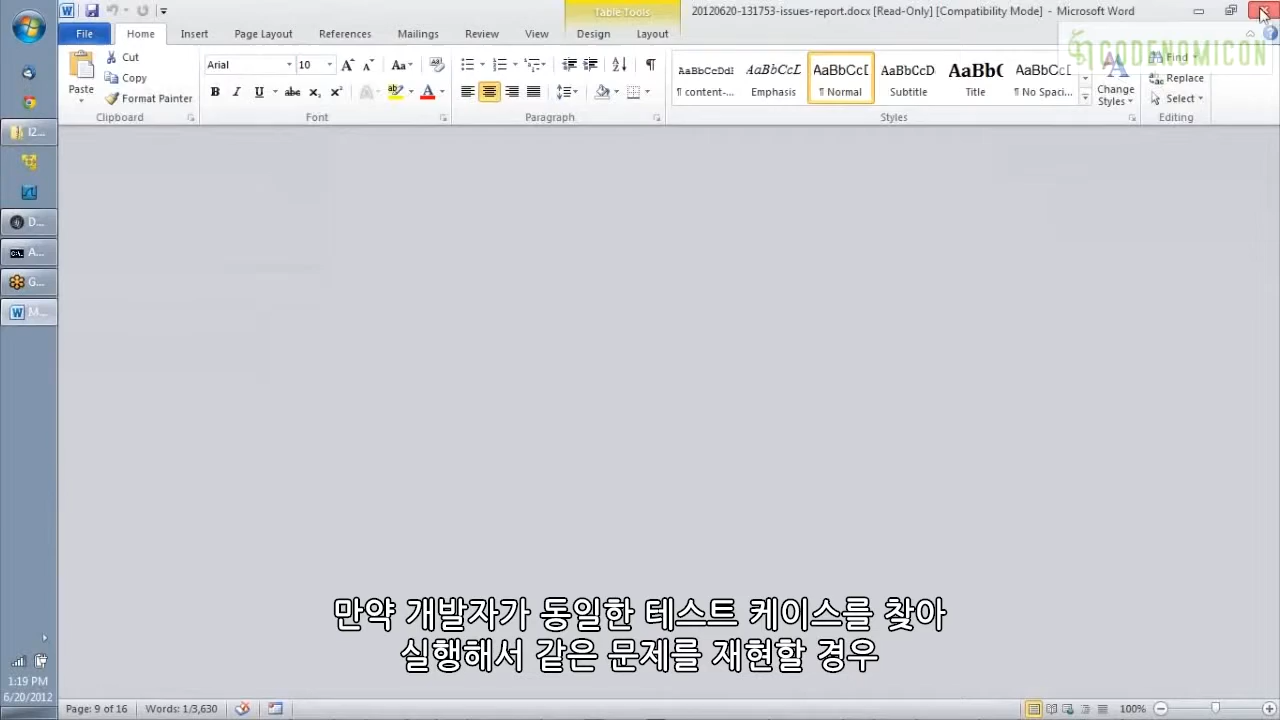 Table Tools
20120620-131753-issues-report.docx [Read-Only] [Compatibility Mode] - Microsoft Word
File
Home
Insert
Page Layout
References
Mailings
Review
View
Design
Layout
CODENOMICON
Paste
Cut
Copy
Format Painter
Clipboard
Arial
10
Font
Paragraph
AaBbCcDdI
¶ content-...
AaBbCcL
Emphasis
AaBbCcI
¶ Normal
AaBbCcD
Subtitle
AaBb(
Title
AaBbCcI
¶ No Spaci...
Change
Styles
Styles
Find
Replace
Select
Editing
I2...
D...
A...
G...
M...
만약 개발자가 동일한 테스트 케이스를 찾아
실행해서 같은 문제를 재현할 경우
1:19 PM
6/20/2012
Page: 9 of 16
Words: 1/3,630
100%